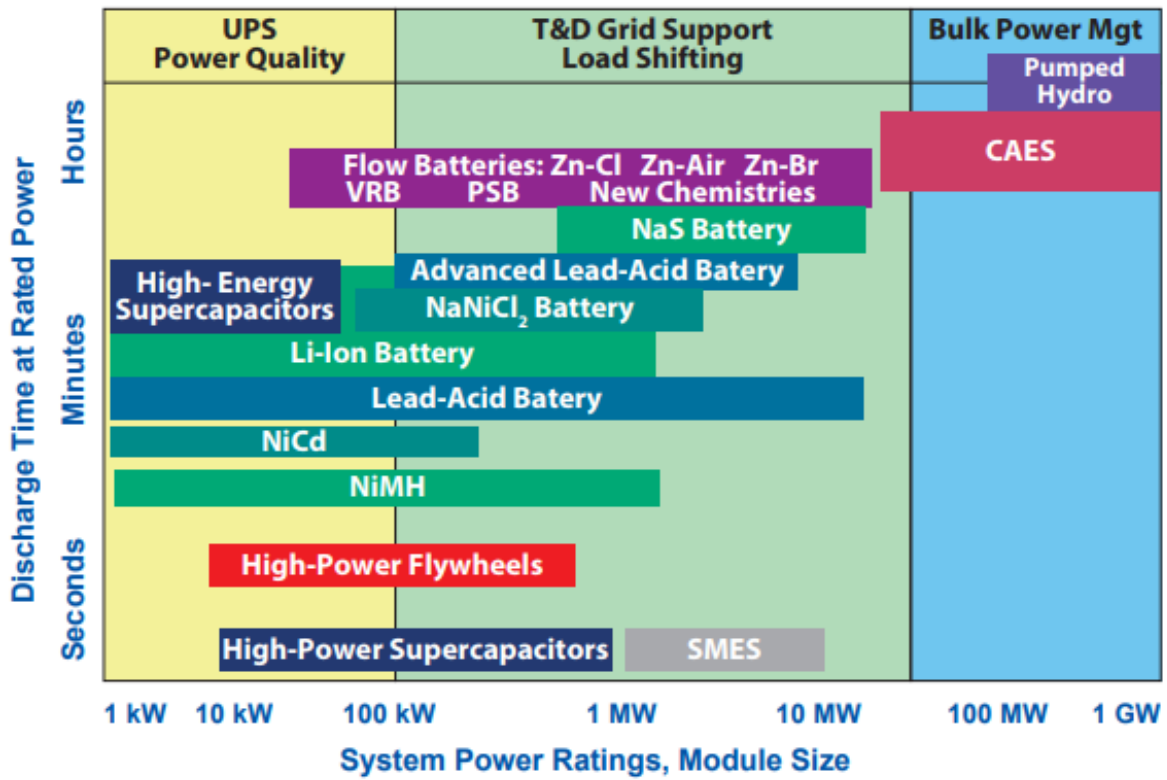 UPS
Power Quality
T&D Grid Support
Load Shifting
Bulk Power Mgt
Pumped
Hydro
CAES
Flow Batteries: Zn-Cl Zn-Air Zn-Br
VRB PSB New Chemistries
NaS Battery
Advanced Lead-Acid Batery
High- Energy
Supercapacitors
NaNiCl₂ Battery
Li-Ion Battery
Lead-Acid Batery
NiCd
NiMH
High-Power Flywheels
High-Power Supercapacitors
SMES
Discharge Time at Rated Power
Hours
Minutes
Seconds
1 kW 10 kW 100 kW 1 MW 10 MW 100 MW 1 GW
System Power Ratings, Module Size